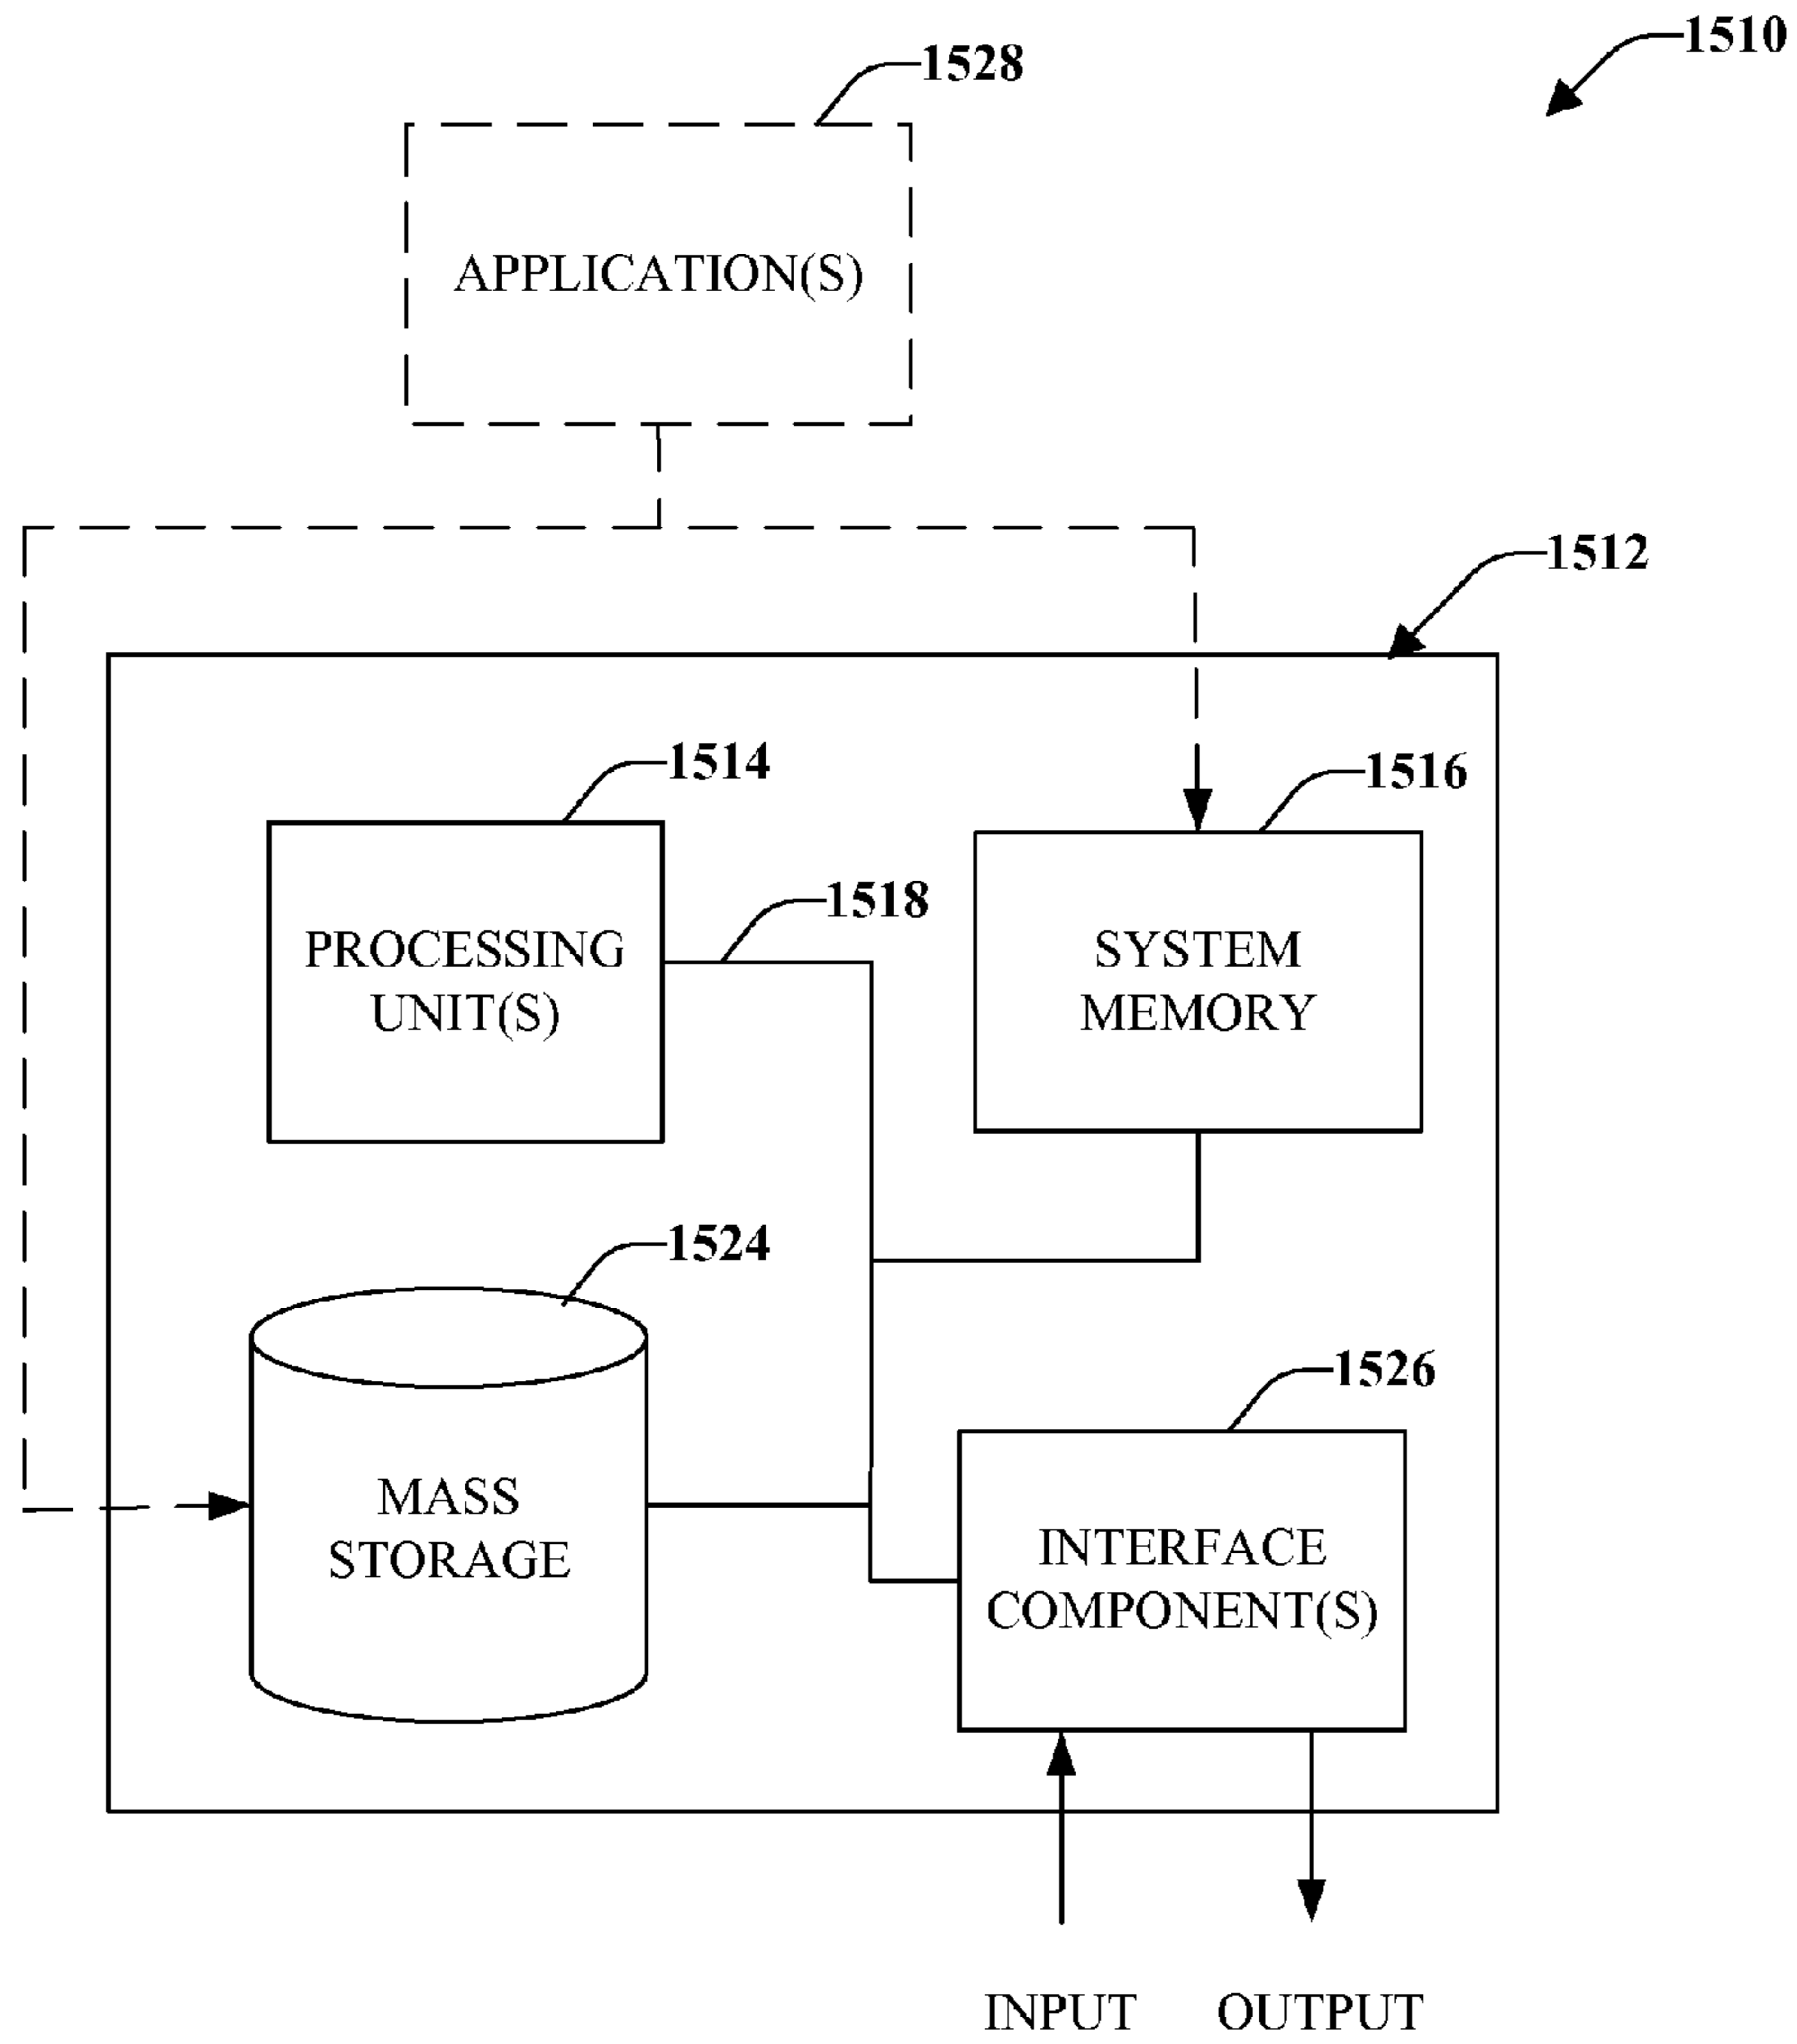 1510
1528
APPLICATION(S)
1512
1514
1516
1518
PROCESSING
UNIT(S)
SYSTEM
MEMORY
1524
1526
MASS
STORAGE
INTERFACE
COMPONENT(S)
INPUT
OUTPUT